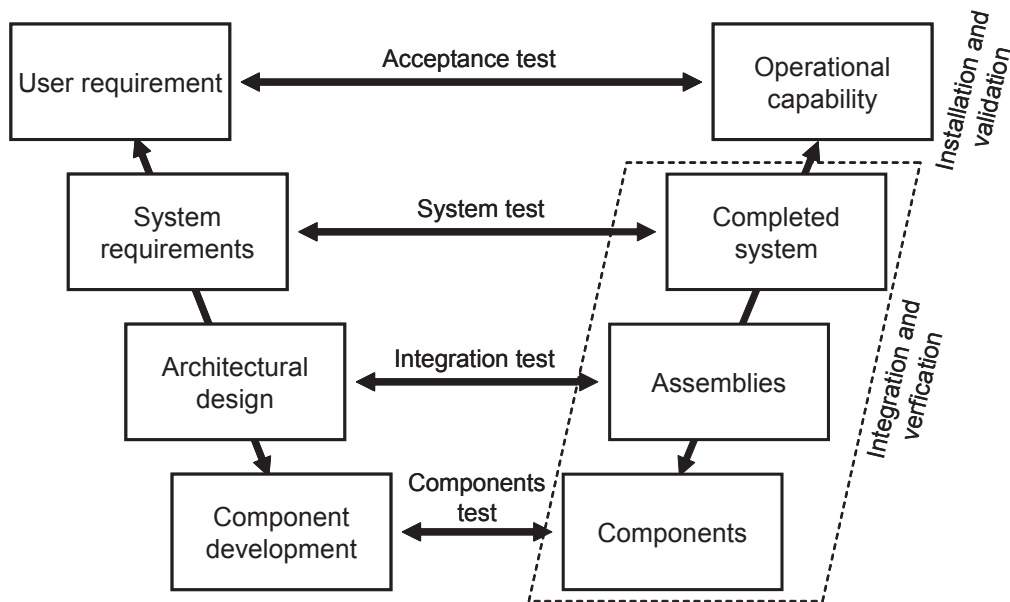 User requirement
Acceptance test
Operational
capability
Installation and
validation
System
requirements
System test
Completed
system
Architectural
design
Integration test
Assemblies
Integration and
verfication
Component
development
Components
test
Components